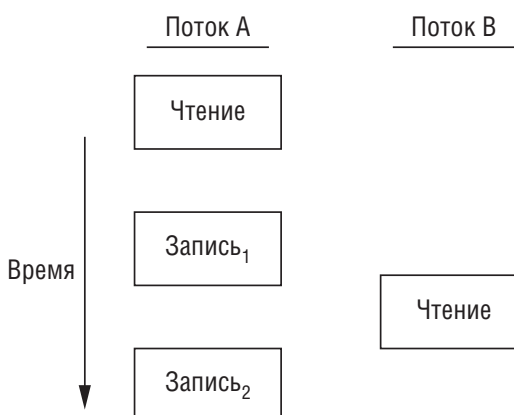 Поток A
Поток B
Чтение
Запись1
Время
Чтение
Запись2